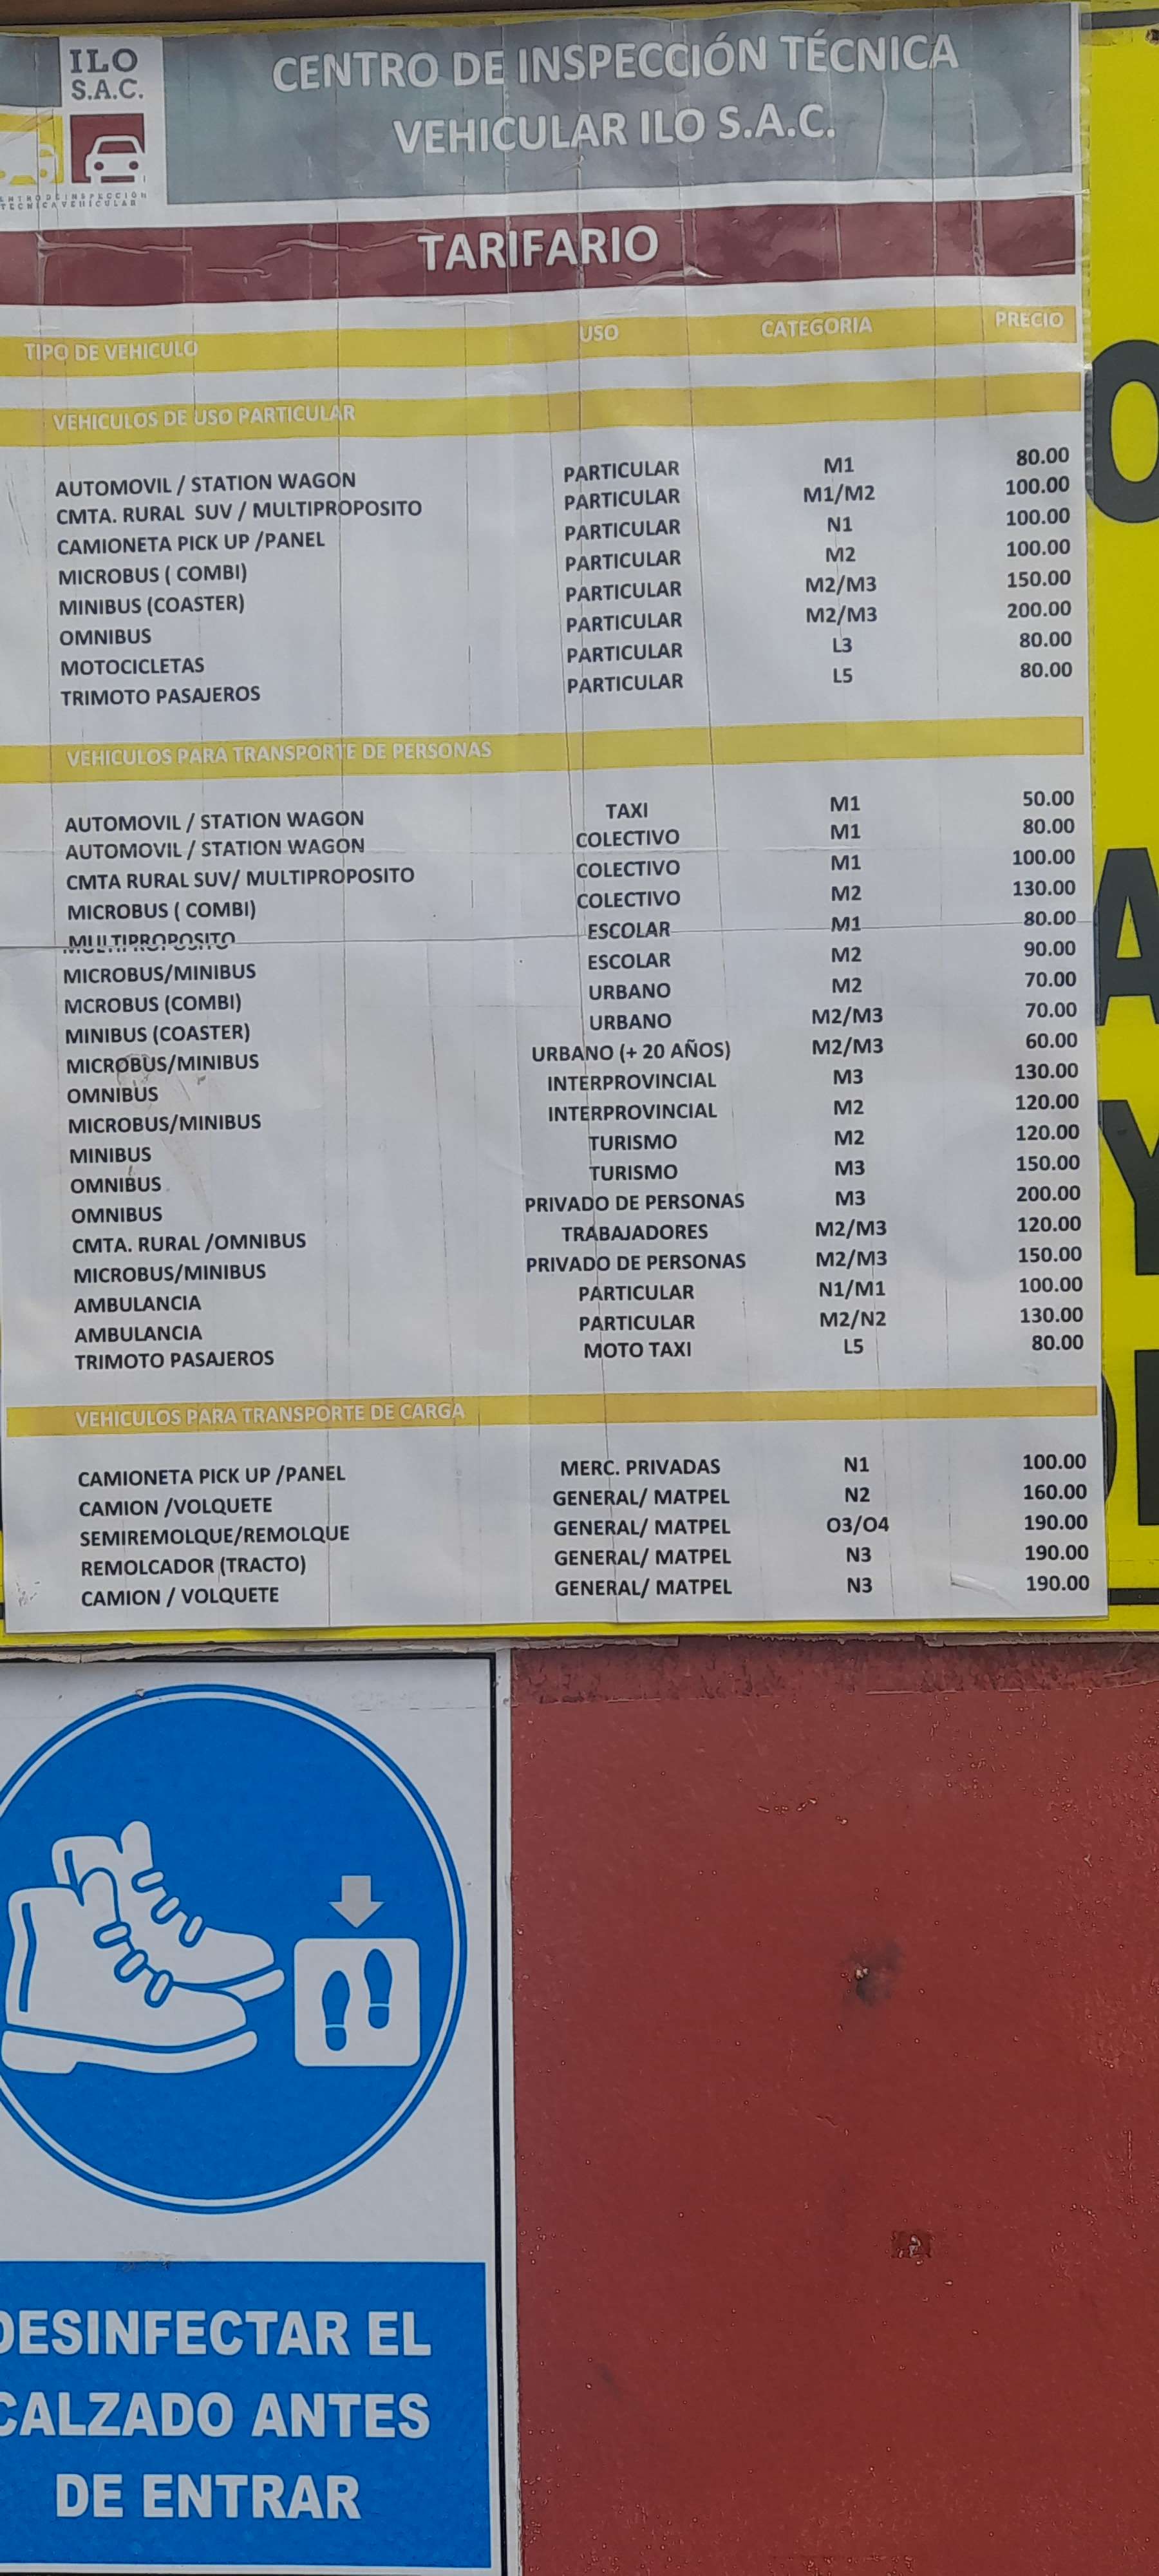 ILO
S.A.C.
CENTRO DE INSPECCIÓN TÉCNICA
VEHICULAR ILO S.A.C.
TARIFARIO
TIPO DE VEHICULO USO CATEGORIA PRECIO
VEHICULOS DE USO PARTICULAR
AUTOMOVIL / STATION WAGON PARTICULAR M1 80.00
CMTA. RURAL SUV / MULTIPROPOSITO PARTICULAR M1/M2 100.00
CAMIONETA PICK UP /PANEL PARTICULAR N1 100.00
MICROBUS ( COMBI) PARTICULAR M2 100.00
MINIBUS (COASTER) PARTICULAR M2/M3 150.00
OMNIBUS PARTICULAR M2/M3 200.00
MOTOCICLETAS PARTICULAR L3 80.00
TRIMOTO PASAJEROS PARTICULAR L5 80.00
VEHICULOS PARA TRANSPORTE DE PERSONAS
AUTOMOVIL / STATION WAGON TAXI M1 50.00
AUTOMOVIL / STATION WAGON COLECTIVO M1 80.00
CMTA RURAL SUV/ MULTIPROPOSITO COLECTIVO M1 100.00
MICROBUS ( COMBI) COLECTIVO M2 130.00
MULTIPROPOSITO ESCOLAR M1 80.00
MICROBUS/MINIBUS ESCOLAR M2 90.00
MCROBUS (COMBI) URBANO M2 70.00
MINIBUS (COASTER) URBANO M2/M3 70.00
MICROBUS/MINIBUS URBANO (+ 20 AÑOS) M2/M3 60.00
OMNIBUS INTERPROVINCIAL M3 130.00
MICROBUS/MINIBUS INTERPROVINCIAL M2 120.00
MINIBUS TURISMO M2 120.00
OMNIBUS TURISMO M3 150.00
OMNIBUS PRIVADO DE PERSONAS M3 200.00
CMTA. RURAL /OMNIBUS TRABAJADORES M2/M3 120.00
MICROBUS/MINIBUS PRIVADO DE PERSONAS M2/M3 150.00
AMBULANCIA PARTICULAR N1/M1 100.00
AMBULANCIA PARTICULAR M2/N2 130.00
TRIMOTO PASAJEROS MOTO TAXI L5 80.00
VEHICULOS PARA TRANSPORTE DE CARGA
CAMIONETA PICK UP /PANEL MERC. PRIVADAS N1 100.00
CAMION /VOLQUETE GENERAL/ MATPEL N2 160.00
SEMIREMOLQUE/REMOLQUE GENERAL/ MATPEL O3/O4 190.00
REMOLCADOR (TRACTO) GENERAL/ MATPEL N3 190.00
CAMION / VOLQUETE GENERAL/ MATPEL N3 190.00
DESINFECTAR EL
CALZADO ANTES
DE ENTRAR